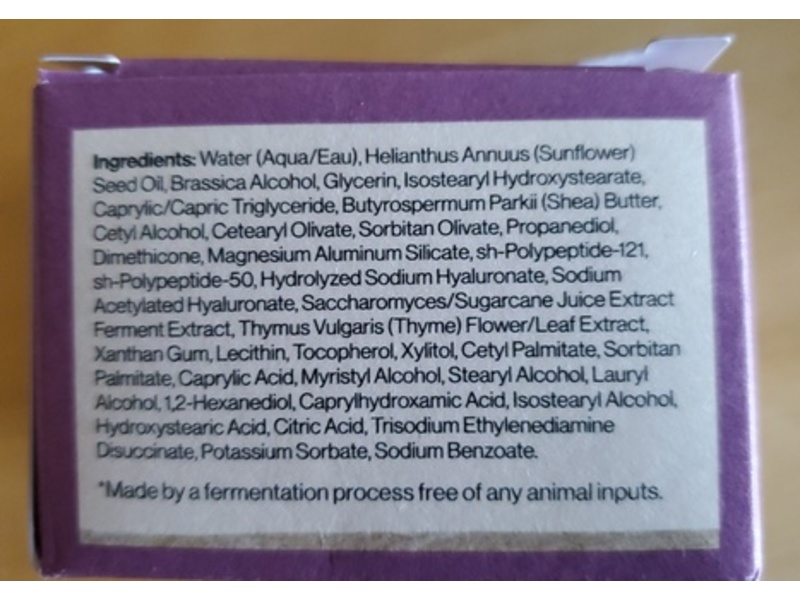 Ingredients: Water (Aqua/Eau), Helianthus Annuus (Sunflower)
Seed Oil, Brassica Alcohol, Glycerin, Isostearyl Hydroxystearate,
Caprylic/Capric Triglyceride, Butyrospermum Parkii (Shea) Butter,
Cetyl Alcohol, Cetearyl Olivate, Sorbitan Olivate, Propanediol,
Dimethicone, Magnesium Aluminum Silicate, sh-Polypeptide-121,
sh-Polypeptide-50, Hydrolyzed Sodium Hyaluronate, Sodium
Acetylated Hyaluronate, Saccharomyces/Sugarcane Juice Extract
Ferment Extract, Thymus Vulgaris (Thyme) Flower/Leaf Extract,
Xanthan Gum, Lecithin, Tocopherol, Xylitol, Cetyl Palmitate, Sorbitan
Palmitate, Caprylic Acid, Myristyl Alcohol, Stearyl Alcohol, Lauryl
Alcohol, 1,2-Hexanediol, Caprylhydroxamic Acid, Isostearyl Alcohol,
Hydroxystearic Acid, Citric Acid, Trisodium Ethylenediamine
Disuccinate, Potassium Sorbate, Sodium Benzoate.
*Made by a fermentation process free of any animal inputs.